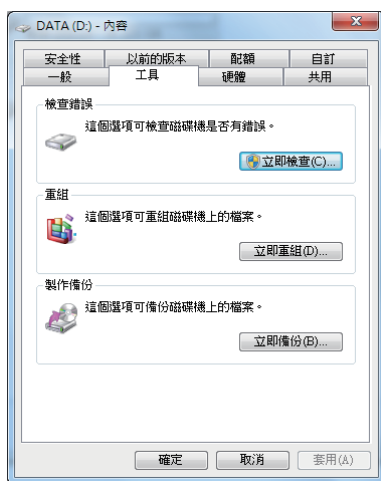 DATA (D:) - 內容
安全性 以前的版本 配額 自訂
一般 工具 硬體 共用
檢查錯誤
這個選項可檢查磁碟機是否有錯誤。
立即檢查(C)...
重組
這個選項可重組磁碟機上的檔案。
立即重組(D)...
製作備份
這個選項可備份磁碟機上的檔案。
立即備份(B)...
確定 取消 套用(A)